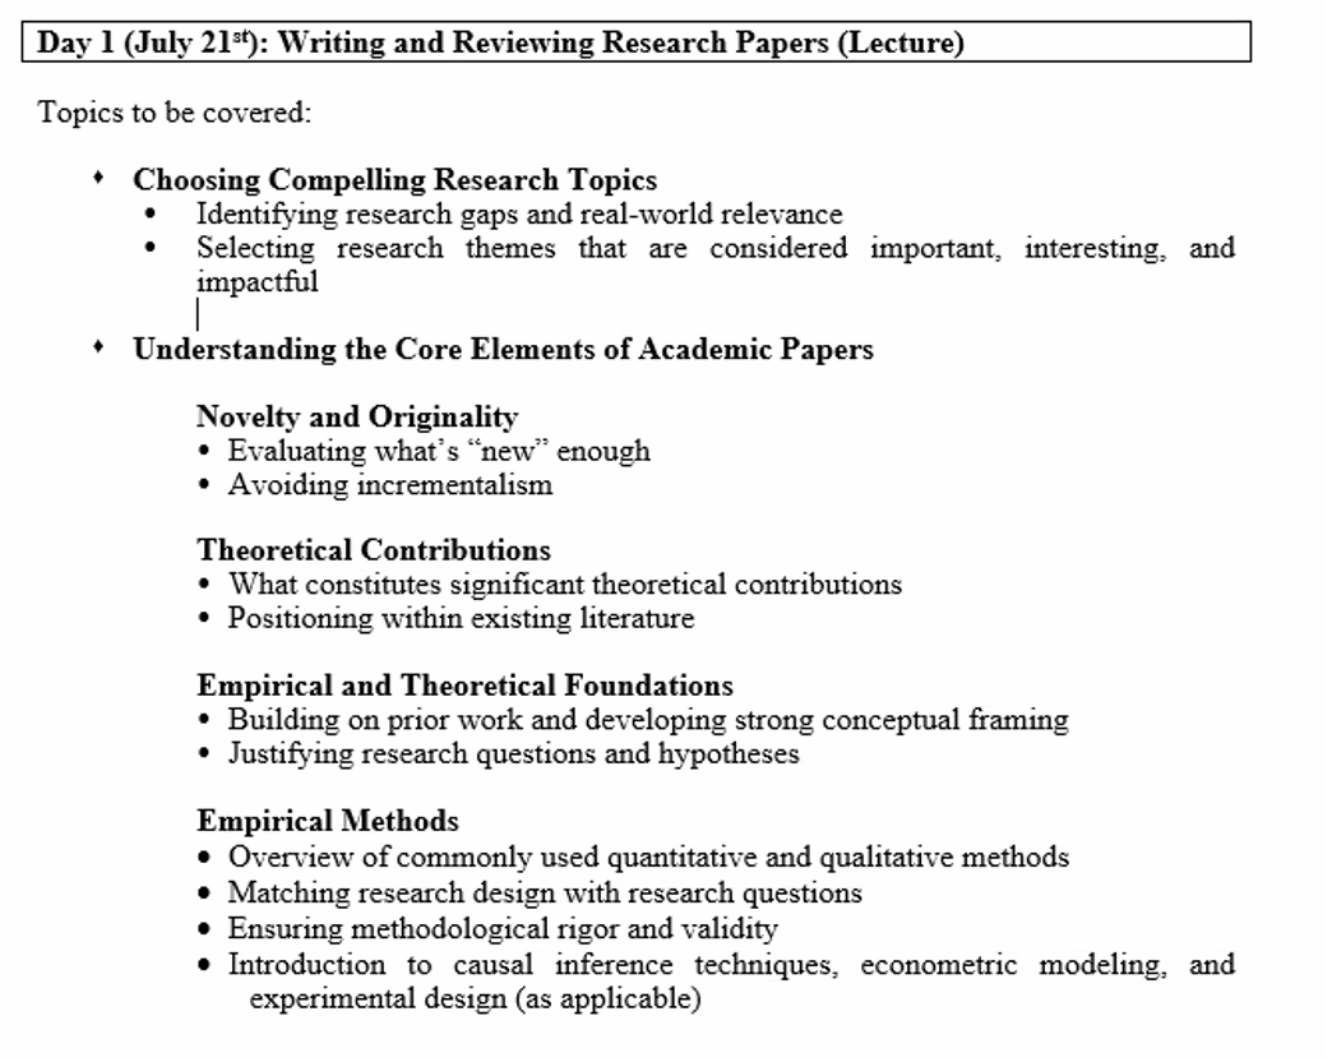 Day 1 (July 21st): Writing and Reviewing Research Papers (Lecture)
Topics to be covered:
♦ Choosing Compelling Research Topics
• Identifying research gaps and real-world relevance
• Selecting research themes that are considered important, interesting, and
impactful
♦ Understanding the Core Elements of Academic Papers
Novelty and Originality
• Evaluating what’s “new” enough
• Avoiding incrementalism
Theoretical Contributions
• What constitutes significant theoretical contributions
• Positioning within existing literature
Empirical and Theoretical Foundations
• Building on prior work and developing strong conceptual framing
• Justifying research questions and hypotheses
Empirical Methods
• Overview of commonly used quantitative and qualitative methods
• Matching research design with research questions
• Ensuring methodological rigor and validity
• Introduction to causal inference techniques, econometric modeling, and
experimental design (as applicable)